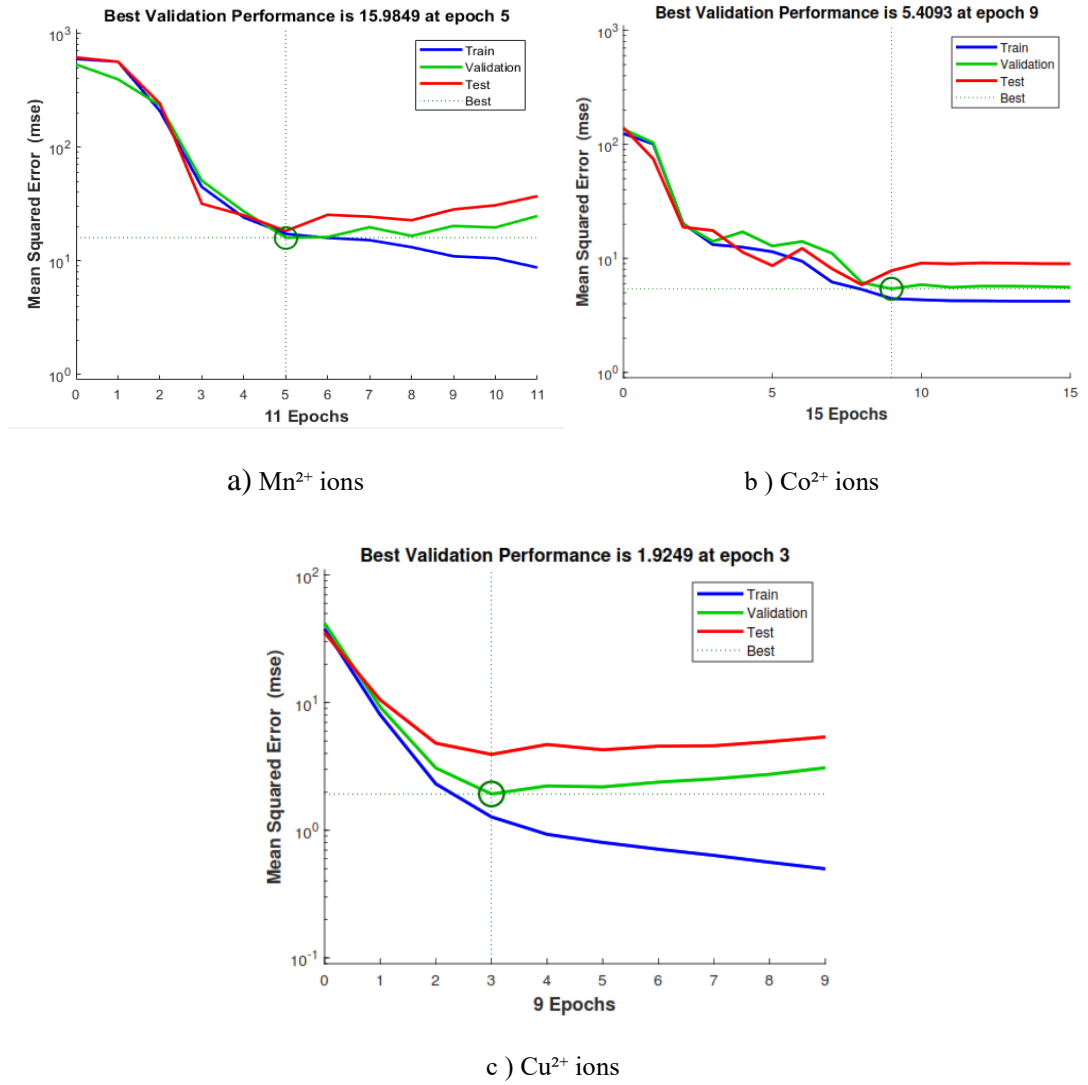 Best Validation Performance is 15.9849 at epoch 5
Mean Squared Error (mse)
10³
10²
10¹
10⁰
Train
Validation
Test
Best
0 1 2 3 4 5 6 7 8 9 10 11
11 Epochs
a) Mn²⁺ ions
Best Validation Performance is 5.4093 at epoch 9
Mean Squared Error (mse)
10³
10²
10¹
10⁰
Train
Validation
Test
Best
0 5 10 15
15 Epochs
b ) Co²⁺ ions
Best Validation Performance is 1.9249 at epoch 3
Mean Squared Error (mse)
10²
10¹
10⁰
10⁻¹
Train
Validation
Test
Best
0 1 2 3 4 5 6 7 8 9
9 Epochs
c ) Cu²⁺ ions